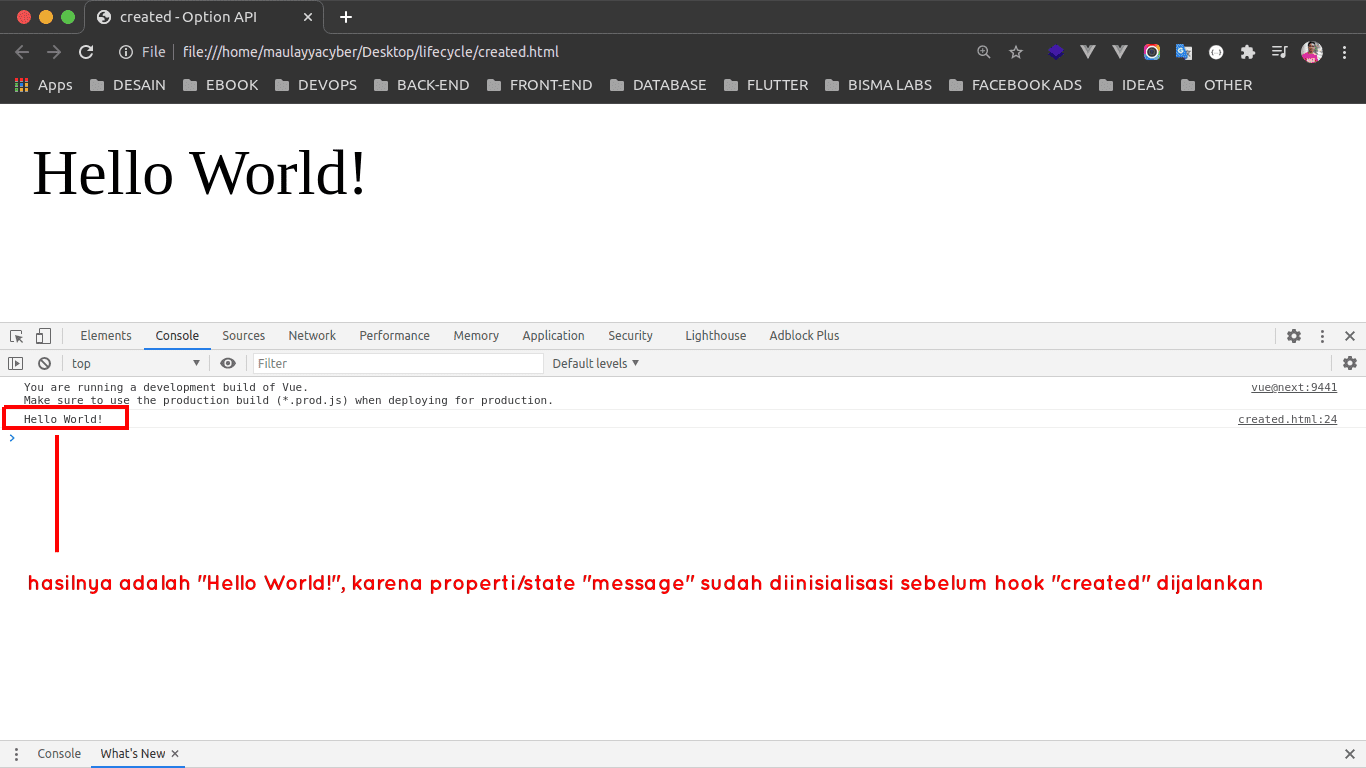 created - Option API
File
file:///home/maulayyacyber/Desktop/lifecycle/created.html
Apps
DESAIN
EBOOK
DEVOPS
BACK-END
FRONT-END
DATABASE
FLUTTER
BISMA LABS
FACEBOOK ADS
IDEAS
OTHER
Hello World!
Elements
Console
Sources
Network
Performance
Memory
Application
Security
Lighthouse
Adblock Plus
top
Filter
Default levels
You are running a development build of Vue.
vue@next:9441
Make sure to use the production build (*.prod.js) when deploying for production.
Hello World!
created.html:24
hasilnya adalah "Hello World!", karena properti/state "message" sudah diinisialisasi sebelum hook "created" dijalankan
Console
What's New